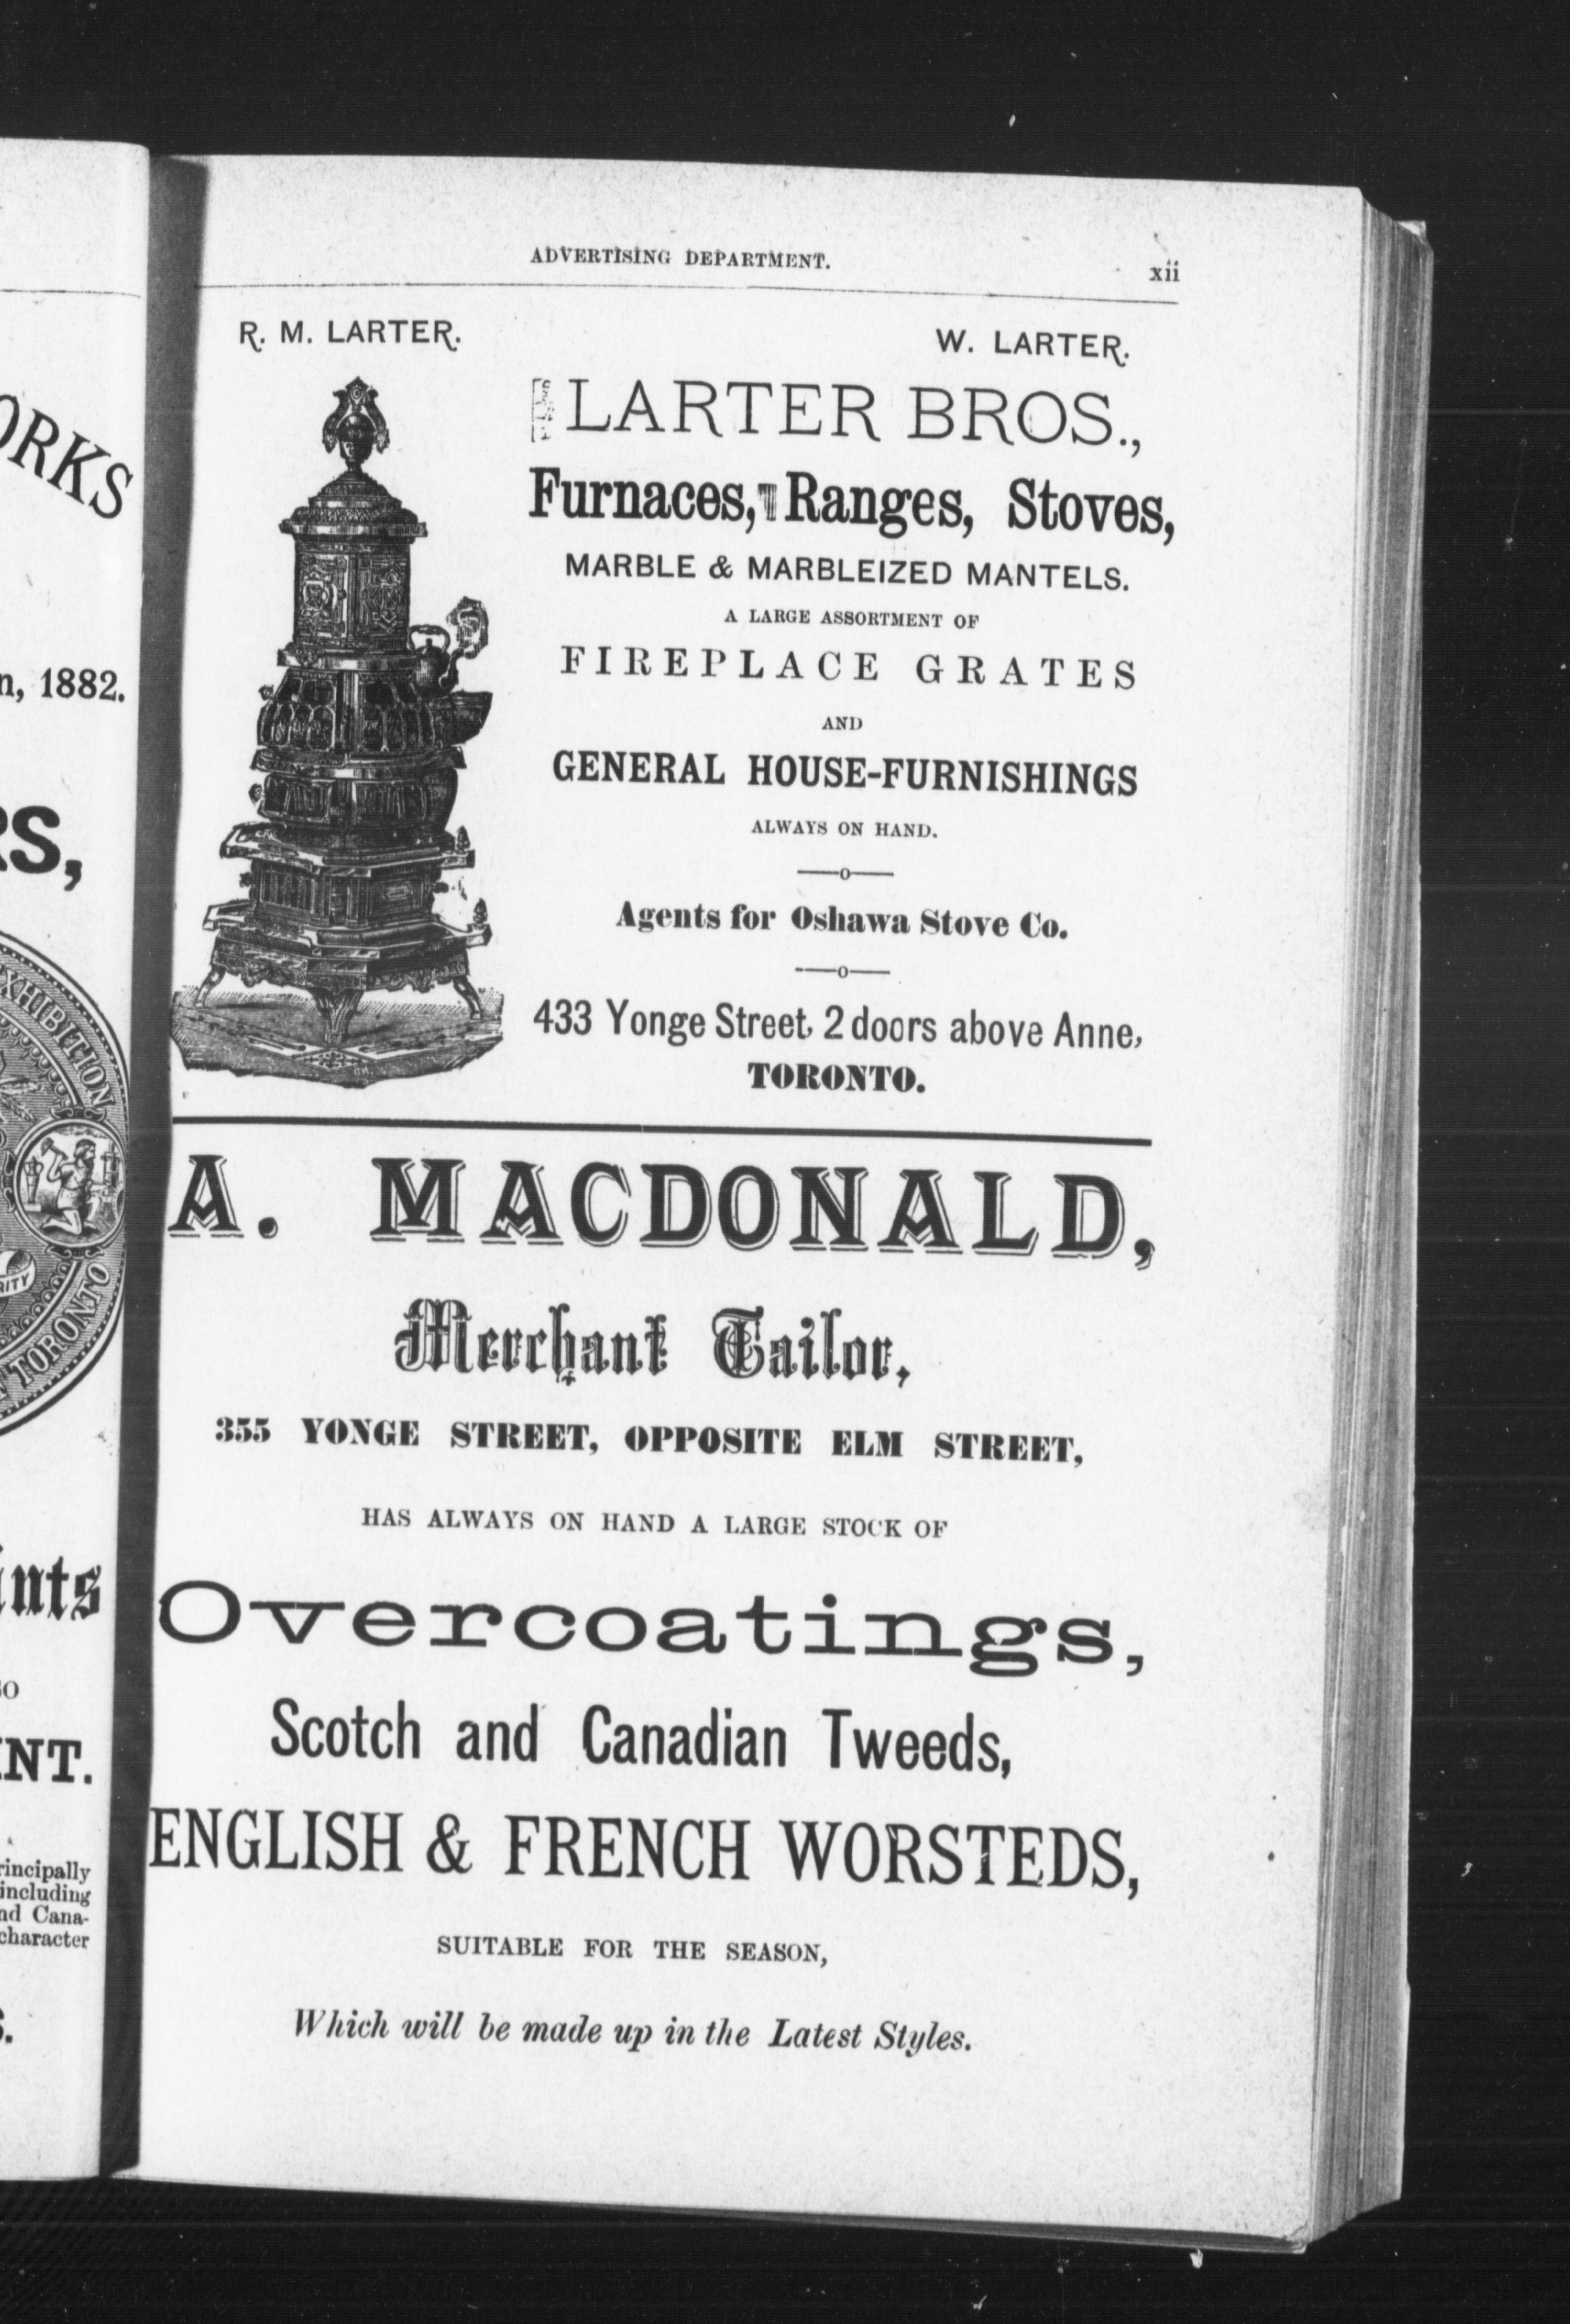 ORKS
n, 1882.
RS,
EXHIBITION
TORONTO
ints
INT.
rincipally
including
nd Cana-
character
ADVERTISING DEPARTMENT.
xii
R. M. LARTER.
W. LARTER.
LARTER BROS.,
Furnaces, Ranges, Stoves,
MARBLE & MARBLEIZED MANTELS.
A LARGE ASSORTMENT OF
FIREPLACE GRATES
AND
GENERAL HOUSE-FURNISHINGS
ALWAYS ON HAND.
——o——
Agents for Oshawa Stove Co.
——o——
433 Yonge Street, 2 doors above Anne,
TORONTO.
A. MACDONALD,
Merchant Tailor,
355 YONGE STREET, OPPOSITE ELM STREET,
HAS ALWAYS ON HAND A LARGE STOCK OF
Overcoatings,
Scotch and Canadian Tweeds,
ENGLISH & FRENCH WORSTEDS,
SUITABLE FOR THE SEASON,
Which will be made up in the Latest Styles.